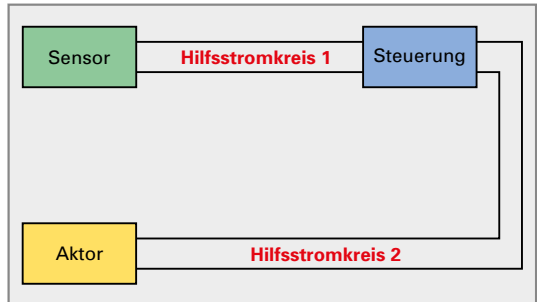 Sensor
Hilfsstromkreis 1
Steuerung
Aktor
Hilfsstromkreis 2